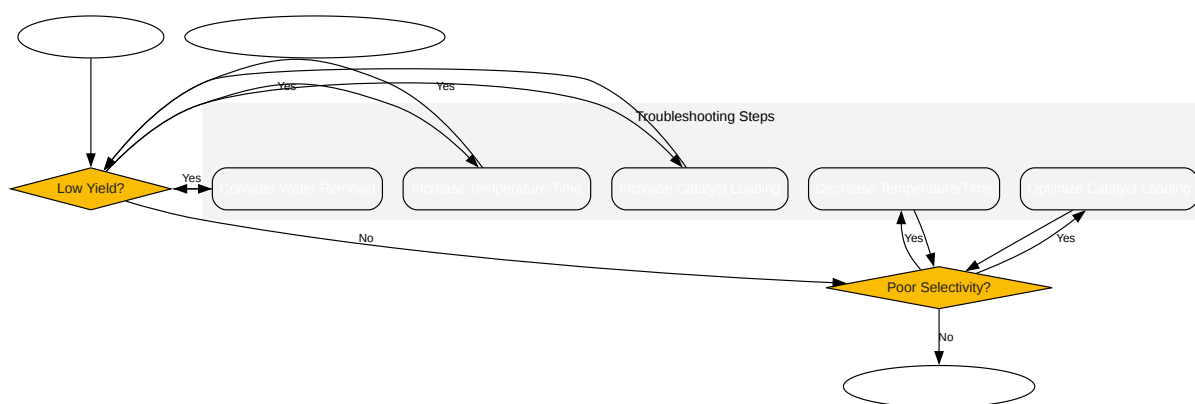 Yes
Yes
Troubleshooting Steps
Low Yield?
Yes
Consider Water Removal
Increase Temperature/Time
Increase Catalyst Loading
Decrease Temperature/Time
Optimize Catalyst Loading
No
Yes
Yes
Poor Selectivity?
No